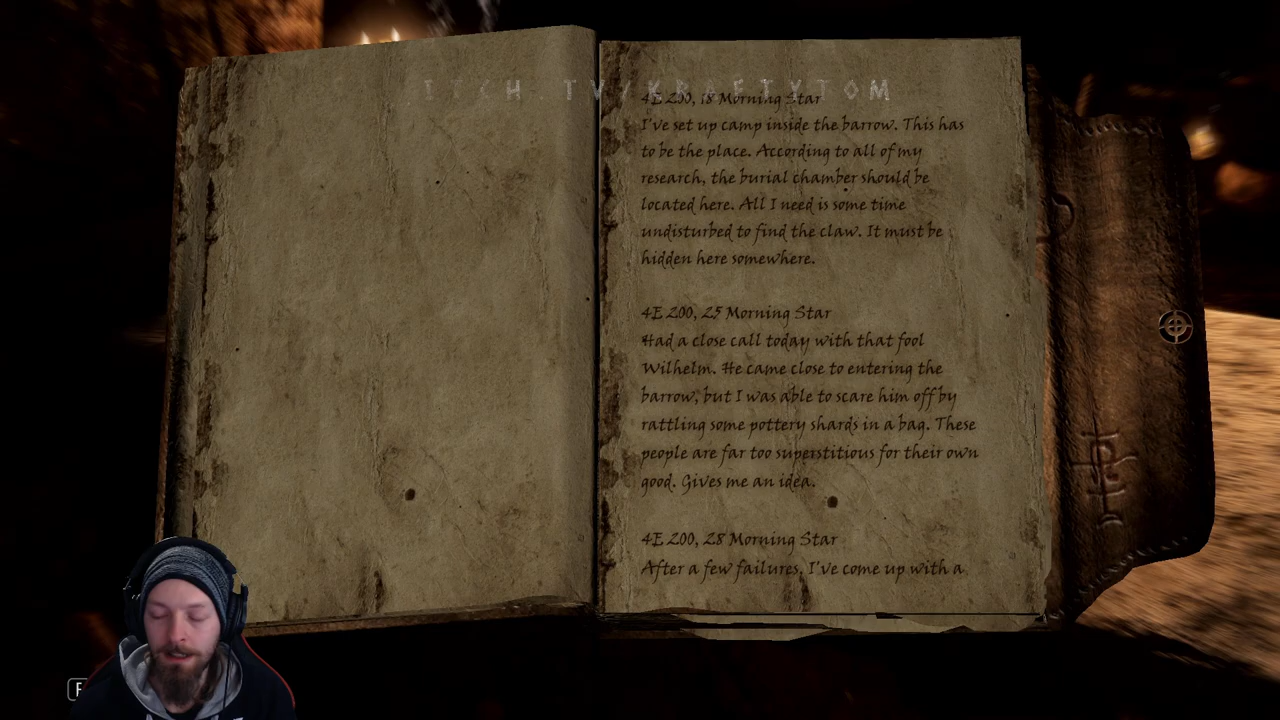 ITCH TV/KRAFTYTOM
4E 200, 18 Morning Star
I've set up camp inside the barrow. This has
to be the place. According to all of my
research, the burial chamber should be
located here. All I need is some time
undisturbed to find the claw. It must be
hidden here somewhere.
4E 200, 25 Morning Star
Had a close call today with that fool
Wilhelm. He came close to entering the
barrow, but I was able to scare him off by
rattling some pottery shards in a bag. These
people are far too superstitious for their own
good. Gives me an idea.
4E 200, 28 Morning Star
After a few failures, I've come up with a